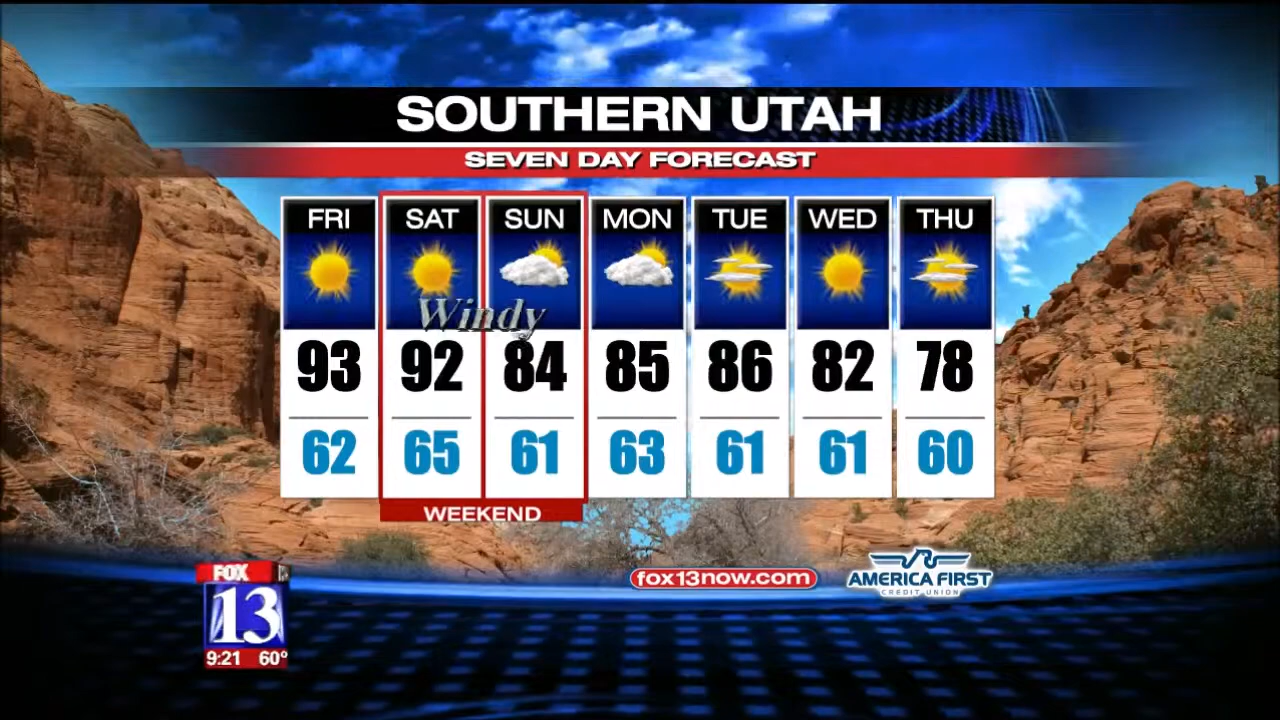 SOUTHERN UTAH
SEVEN DAY FORECAST
FRI SAT SUN MON TUE WED THU
Windy
93 92 84 85 86 82 78
62 65 61 63 61 61 60
WEEKEND
fox13now.com
AMERICA FIRST
CREDIT UNION
FOX
13
9:21 60°